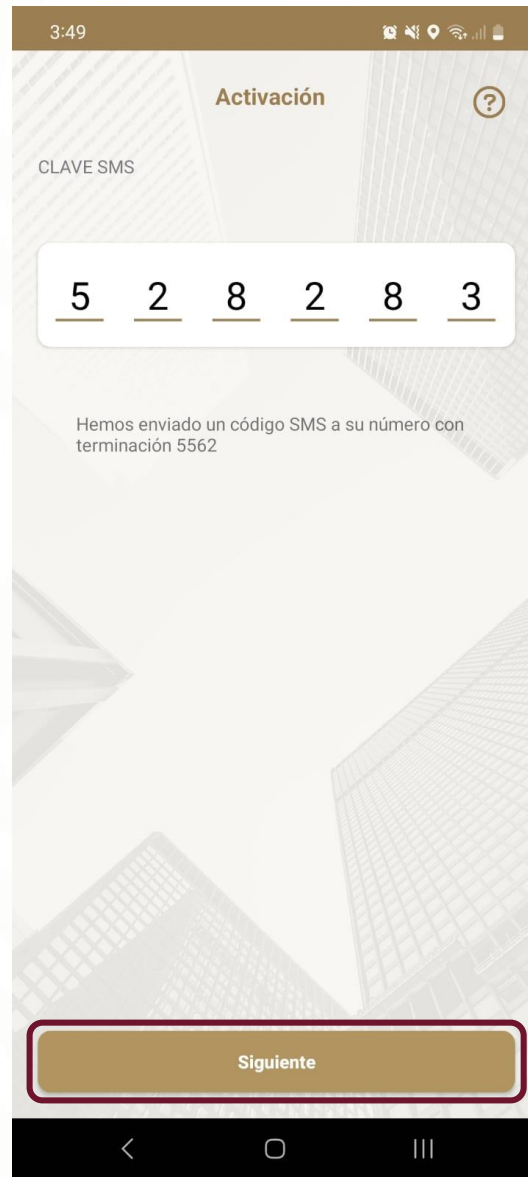 3:49
Activación
?
CLAVE SMS
5 2 8 2 8 3
Hemos enviado un código SMS a su número con
terminación 5562
Siguiente